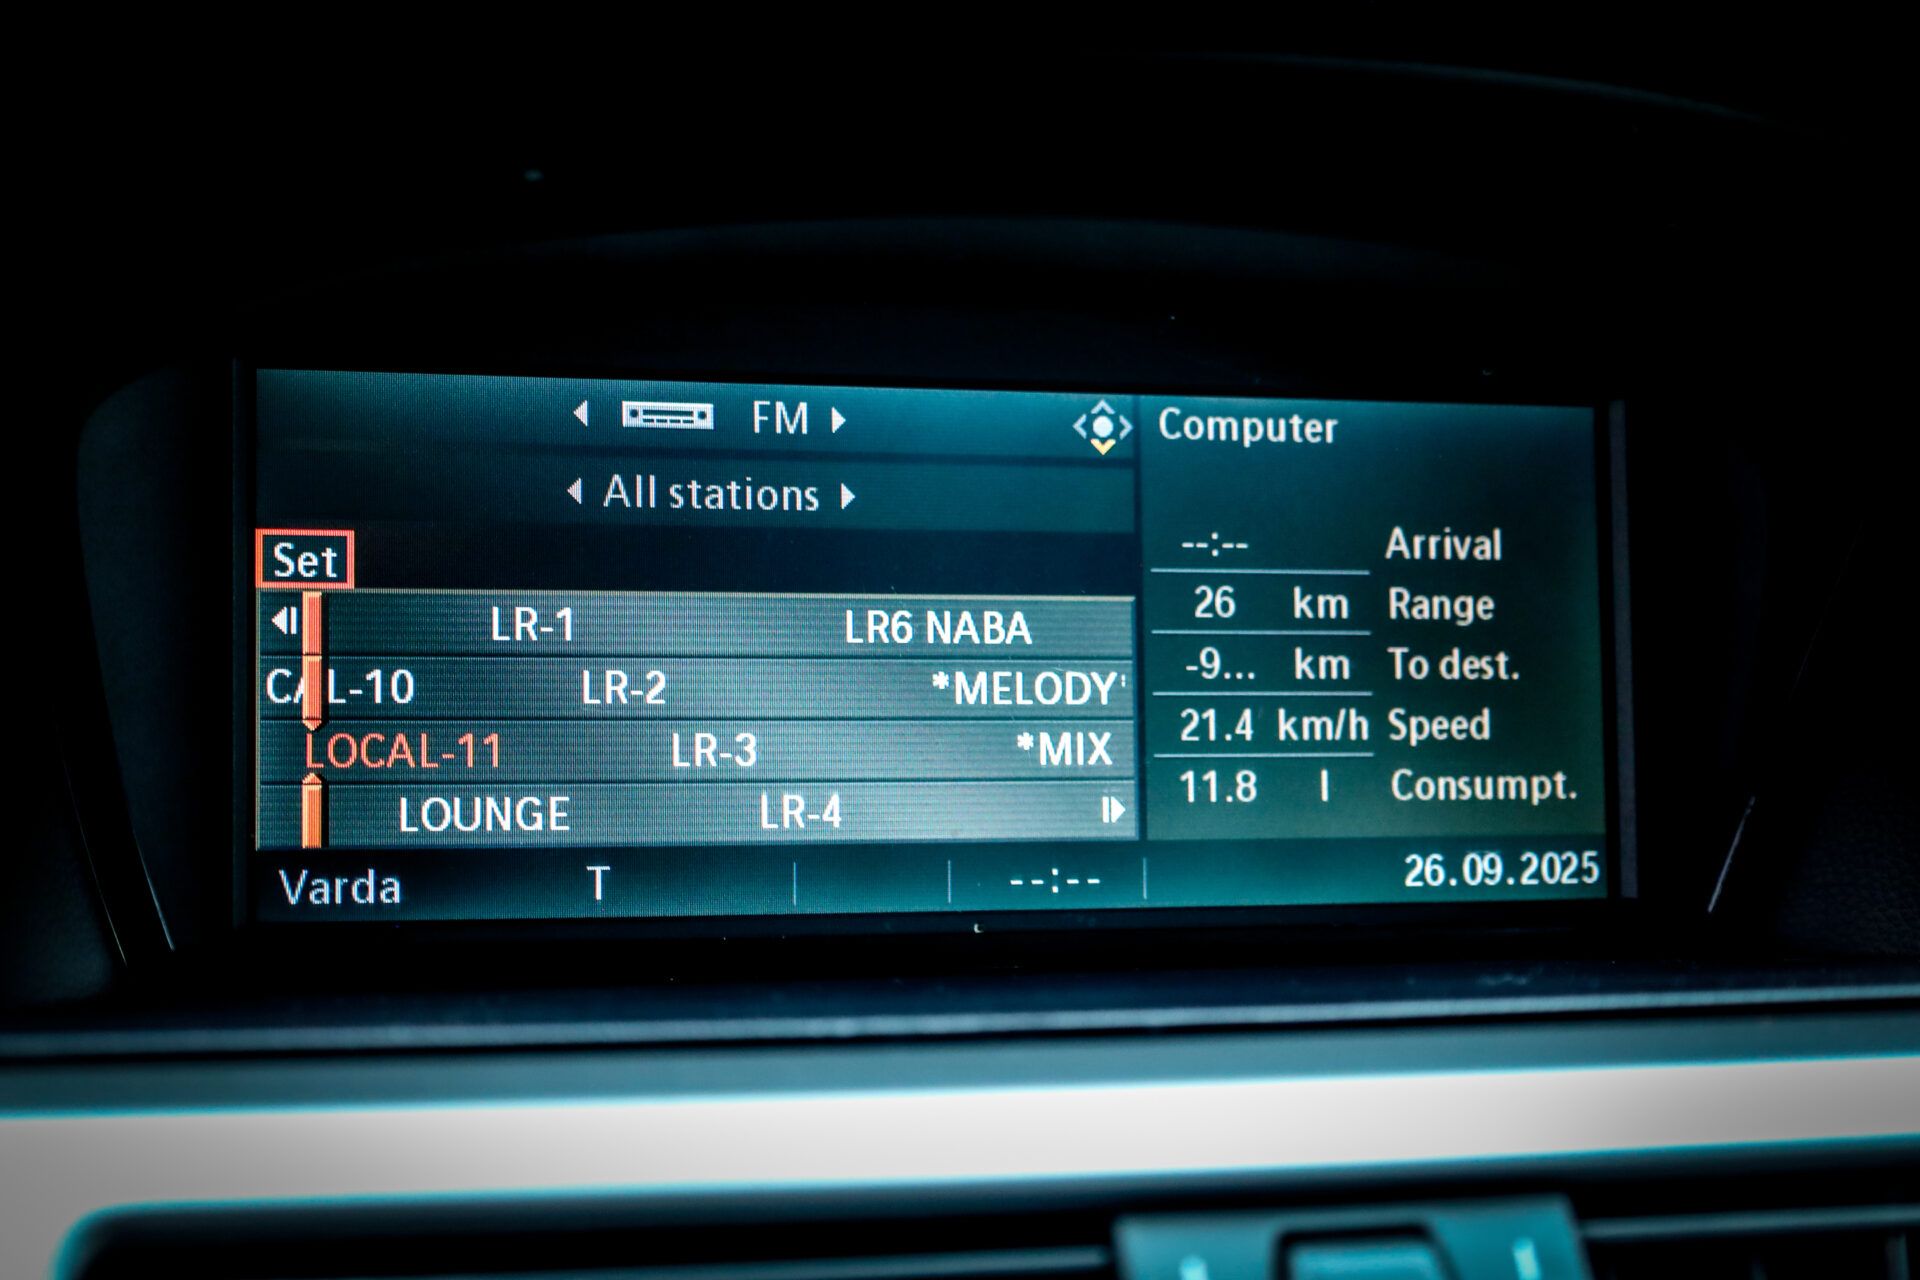 FM
All stations
Set
LR-1 LR6 NABA
CAL-10 LR-2 *MELODY
LOCAL-11 LR-3 *MIX
LOUNGE LR-4
Varda T --:--
Computer
--:-- Arrival
26 km Range
-9... km To dest.
21.4 km/h Speed
11.8 l Consumpt.
26.09.2025